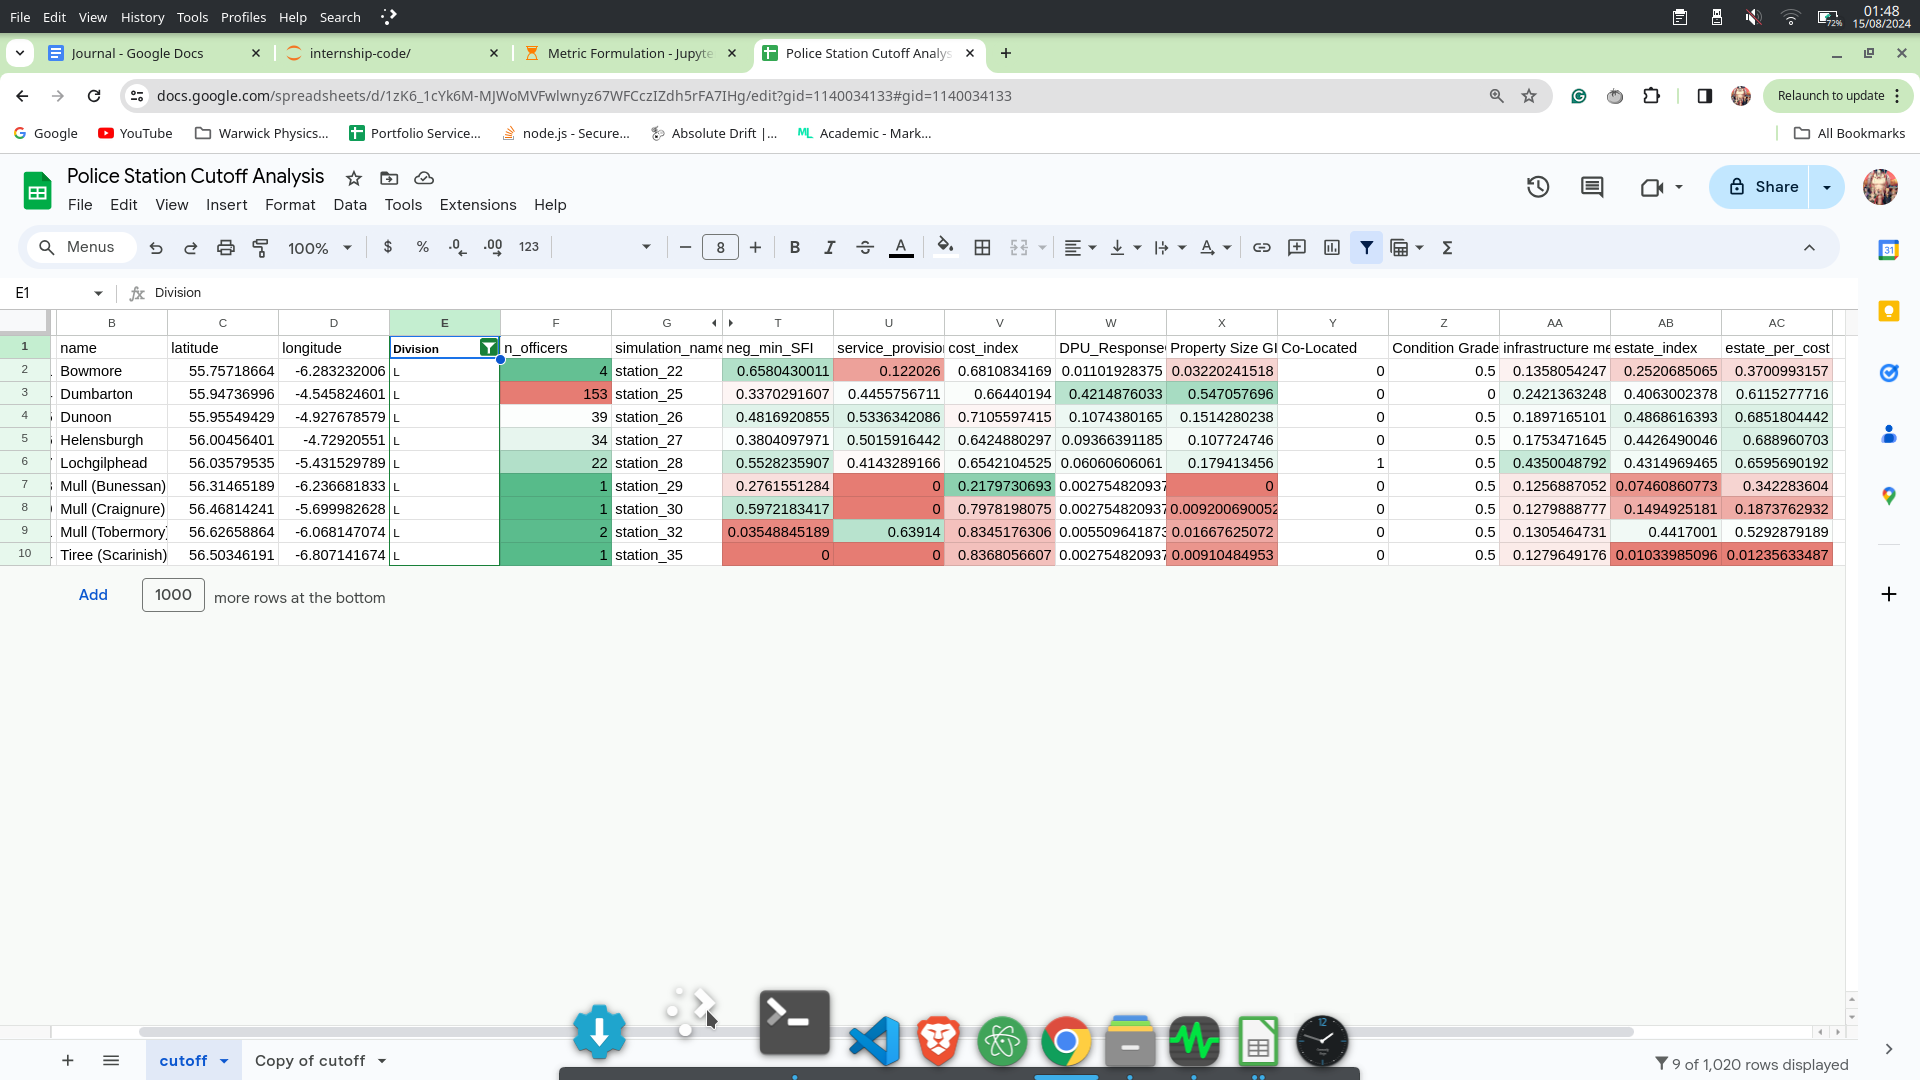 File Edit View History Tools Profiles Help Search
72%
01:48
15/08/2024
Journal - Google Docs
internship-code/
Metric Formulation - Jupyte
Police Station Cutoff Analys
docs.google.com/spreadsheets/d/1zK6_1cYk6M-MJWoMVFwlwnyz67WFCczIZdh5rFA7IHg/edit?gid=1140034133#gid=1140034133
Relaunch to update
Google YouTube Warwick Physics... Portfolio Service... node.js - Secure... Absolute Drift |... Academic - Mark... All Bookmarks
Police Station Cutoff Analysis
File Edit View Insert Format Data Tools Extensions Help
Share
Menus 100% $ % .0 .00 123 8 B I S A
31
E1 fx Division
B C D E F G T U V W X Y Z AA AB AC
1 name latitude longitude Division n_officers simulation_name neg_min_SFI service_provision cost_index DPU_Response Property Size GI Co-Located Condition Grade infrastructure me estate_index estate_per_cost
2 Bowmore 55.75718664 -6.283232006 L 4 station_22 0.6580430011 0.122026 0.6810834169 0.01101928375 0.03220241518 0 0.5 0.1358054247 0.2520685065 0.3700993157
3 Dumbarton 55.94736996 -4.545824601 L 153 station_25 0.3370291607 0.4455756711 0.66440194 0.4214876033 0.547057696 0 0 0.2421363248 0.4063002378 0.6115277716
4 Dunoon 55.95549429 -4.927678579 L 39 station_26 0.4816920855 0.5336342086 0.7105597415 0.1074380165 0.1514280238 0 0.5 0.1897165101 0.4868616393 0.6851804442
5 Helensburgh 56.00456401 -4.72920551 L 34 station_27 0.3804097971 0.5015916442 0.6424880297 0.09366391185 0.107724746 0 0.5 0.1753471645 0.4426490046 0.688960703
6 Lochgilphead 56.03579535 -5.431529789 L 22 station_28 0.5528235907 0.4143289166 0.6542104525 0.06060606061 0.179413456 1 0.5 0.4350048792 0.4314969465 0.6595690192
7 Mull (Bunessan) 56.31465189 -6.236681833 L 1 station_29 0.2761551284 0 0.2179730693 0.002754820937 0 0 0.5 0.1256887052 0.07460860773 0.342283604
8 Mull (Craignure) 56.46814241 -5.699982628 L 1 station_30 0.5972183417 0 0.7978198075 0.002754820937 0.009200690052 0 0.5 0.1279888777 0.1494925181 0.1873762932
9 Mull (Tobermory) 56.62658864 -6.068147074 L 2 station_32 0.03548845189 0.63914 0.8345176306 0.005509641873 0.01667625072 0 0.5 0.1305464731 0.4417001 0.5292879189
10 Tiree (Scarinish) 56.50346191 -6.807141674 L 1 station_35 0 0 0.8368056607 0.002754820937 0.00910484953 0 0.5 0.1279649176 0.01033985096 0.01235633487
Add 1000 more rows at the bottom
12
cutoff Copy of cutoff
9 of 1,020 rows displayed